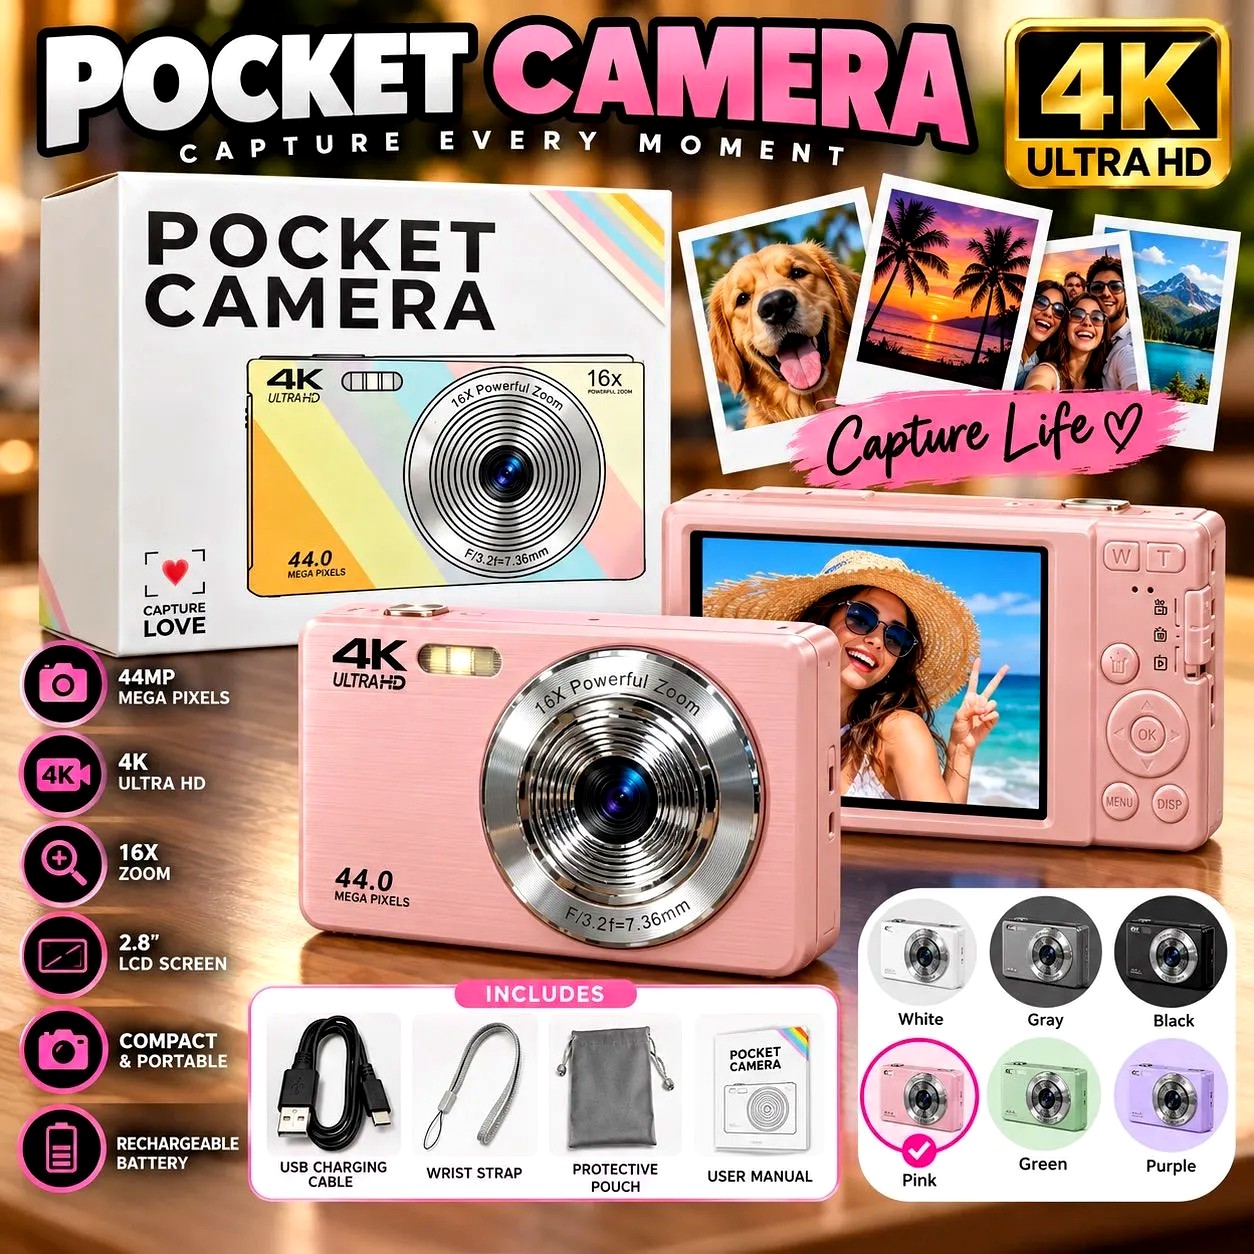 POCKET CAMERA
CAPTURE EVERY MOMENT
4K
ULTRA HD
POCKET
CAMERA
4K
ULTRA HD
16x
POWERFUL ZOOM
16X Powerful Zoom
F/3.2f=7.36mm
44.0
MEGA PIXELS
CAPTURE
LOVE
Capture Life
W T
OK
MENU
DISP
4K
ULTRA HD
16X Powerful Zoom
F/3.2f=7.36mm
44.0
MEGA PIXELS
44MP
MEGA PIXELS
4K
4K
ULTRA HD
16X
ZOOM
2.8”
LCD SCREEN
COMPACT
& PORTABLE
RECHARGEABLE
BATTERY
INCLUDES
USB CHARGING
CABLE
WRIST STRAP
PROTECTIVE
POUCH
POCKET
CAMERA
USER MANUAL
White
Gray
Black
Pink
Green
Purple